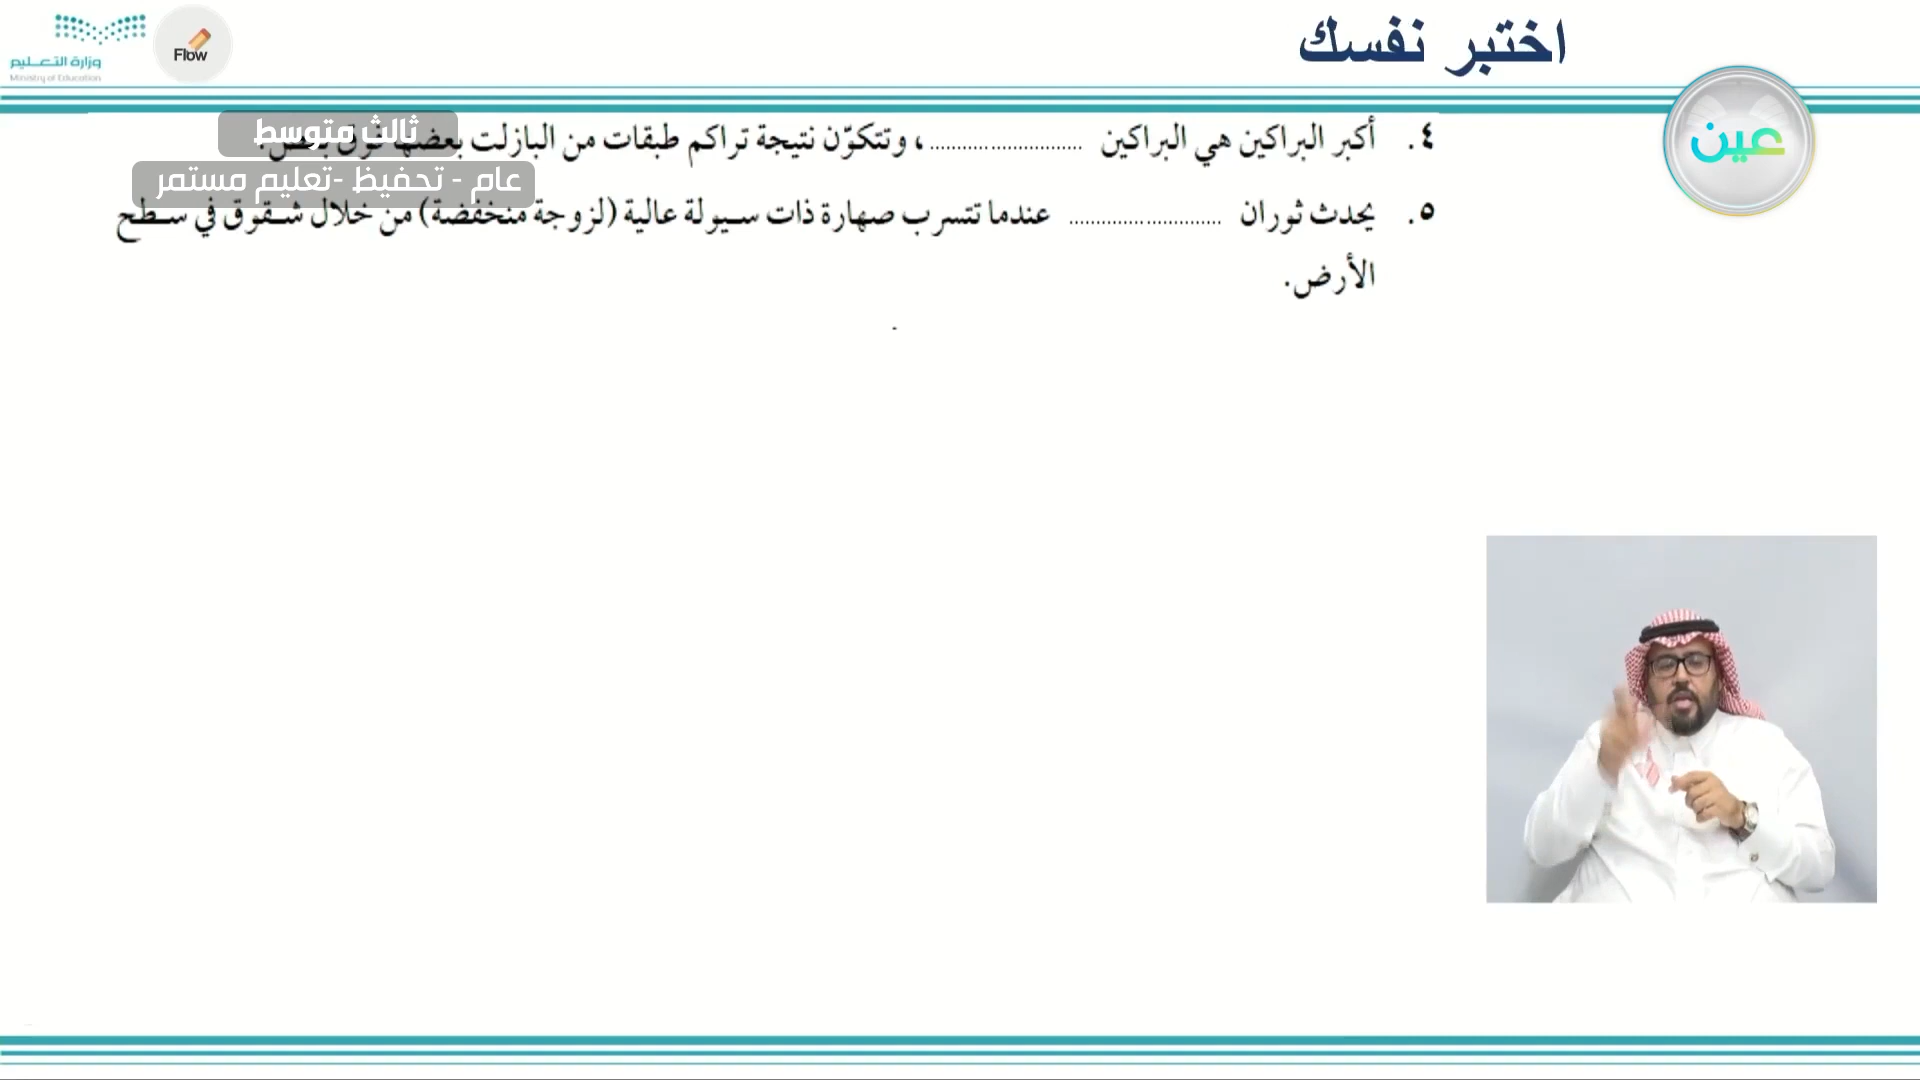 وزارة التعليم
Ministry of Education
Flow
اختبر نفسك
عين
ثالث متوسط
عام - تحفيظ -تعليم مستمر
٤. أكبر البراكين هي البراكين ..............................، وتتكوّن نتيجة تراكم طبقات من البازلت بعضها فوق بعض.
٥. يحدث ثوران .............................. عندما تتسرب صهارة ذات سيولة عالية (لزوجة منخفضة) من خلال شقوق في سطح
الأرض.